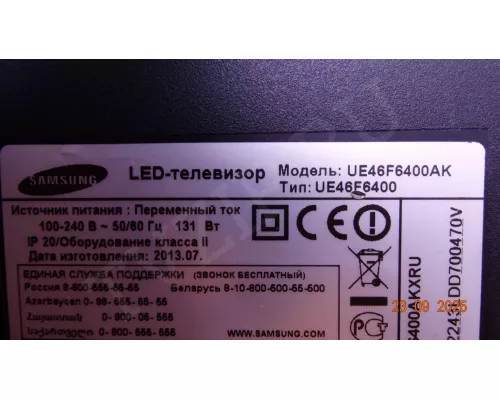 SAMSUNG
LED-телевизор
Модель: UE46F6400AK
Тип: UE46F6400
Источник питания : Переменный ток
100-240 В ~ 50/60 Гц 131 Вт
IP 20/Оборудование класса II
Дата изготовления: 2013.07.
ЕДИНАЯ СЛУЖБА ПОДДЕРЖКИ (ЗВОНОК БЕСПЛАТНЫЙ)
Россия 8-800-555-55-55
Беларусь 8-10-800-500-55-500
Azərbaycan 0-88-555-55-55
Հայաստան 0-800-05-555
საქართველო 0-800-555-555
WWW.SAMSUNG.COM
23 09 2025